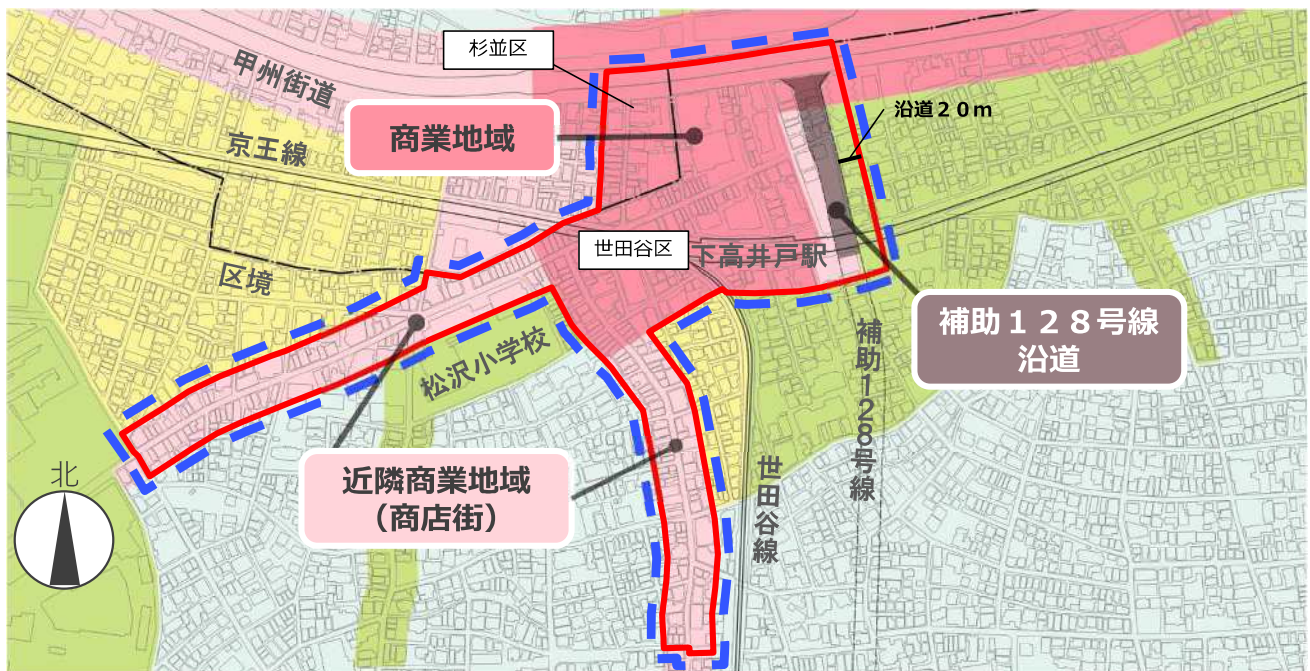 杉並区
甲州街道
沿道20m
商業地域
京王線
世田谷区
下高井戸駅
区境
補助128号線
沿道
補助128号線
松沢小学校
近隣商業地域
(商店街)
世田谷線
北